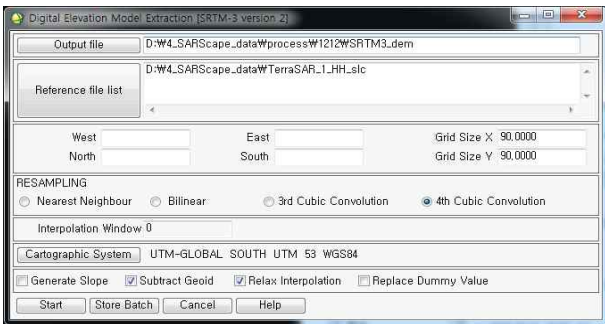 Digital Elevation Model Extraction [SRTM-3 version 2]
Output file D:₩4_SARScape_data₩process₩1212₩SRTM3_dem
Reference file list D:₩4_SARScape_data₩TerraSAR_1_HH_slc
West East Grid Size X 90,0000
North South Grid Size Y 90,0000
RESAMPLING
Nearest Neighbour Bilinear 3rd Cubic Convolution 4th Cubic Convolution
Interpolation Window 0
Cartographic System UTM-GLOBAL SOUTH UTM 53 WGS84
Generate Slope Subtract Geoid Relax Interpolation Replace Dummy Value
Start Store Batch Cancel Help